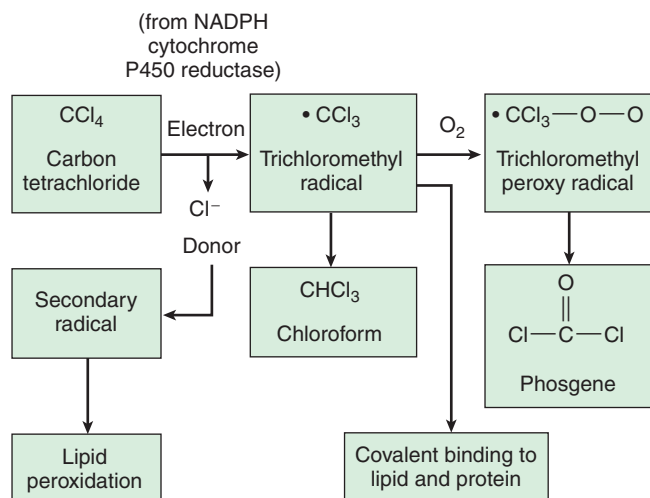 (from NADPH
cytochrome
P450 reductase)
CCl₄
Carbon
tetrachloride
Electron
Cl⁻
• CCl₃
Trichloromethyl
radical
O₂
• CCl₃—O—O
Trichloromethyl
peroxy radical
Donor
Secondary
radical
CHCl₃
Chloroform
O
||
Cl—C—Cl
Phosgene
Lipid
peroxidation
Covalent binding to
lipid and protein